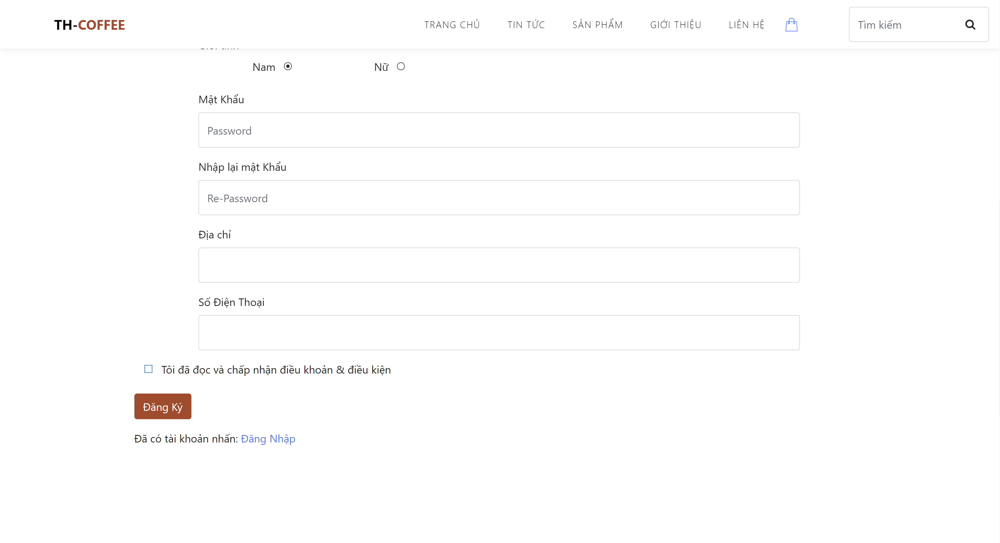 TH-COFFEE
TRANG CHỦ
TIN TỨC
SẢN PHẨM
GIỚI THIỆU
LIÊN HỆ
Tìm kiếm
Nam
Nữ
Mật Khẩu
Password
Nhập lại mật Khẩu
Re-Password
Địa chỉ
Số Điện Thoại
Tôi đã đọc và chấp nhận điều khoản & điều kiện
Đăng Ký
Đã có tài khoản nhấn: Đăng Nhập